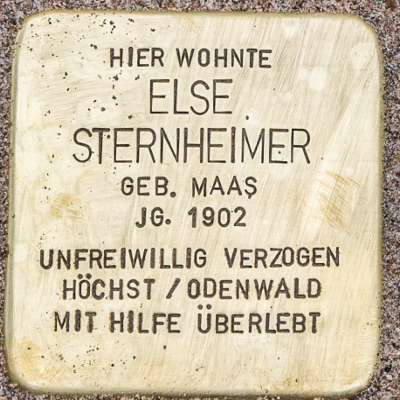 HIER WOHNTE
ELSE
STERNHEIMER
GEB. MAAS
JG. 1902
UNFREIWILLIG VERZOGEN
HÖCHST / ODENWALD
MIT HILFE ÜBERLEBT